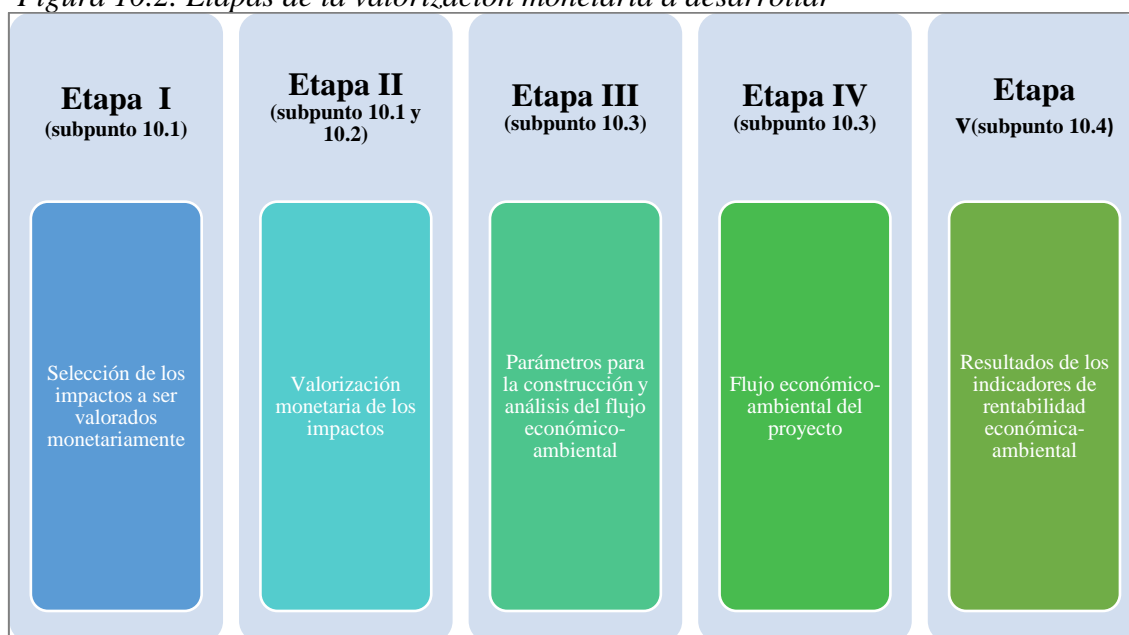 Figura 10.2. Etapas de la valorización monetaria a desarrollar
Etapa I
(subpunto 10.1)
Etapa II
(subpunto 10.1 y
10.2)
Etapa III
(subpunto 10.3)
Etapa IV
(subpunto 10.3)
Etapa
V(subpunto 10.4)
Selección de los
impactos a ser
valorados
monetariamente
Valorización
monetaria de los
impactos
Parámetros para
la construcción y
análisis del flujo
económico-
ambiental
Flujo económico-
ambiental del
proyecto
Resultados de los
indicadores de
rentabilidad
económica-
ambiental